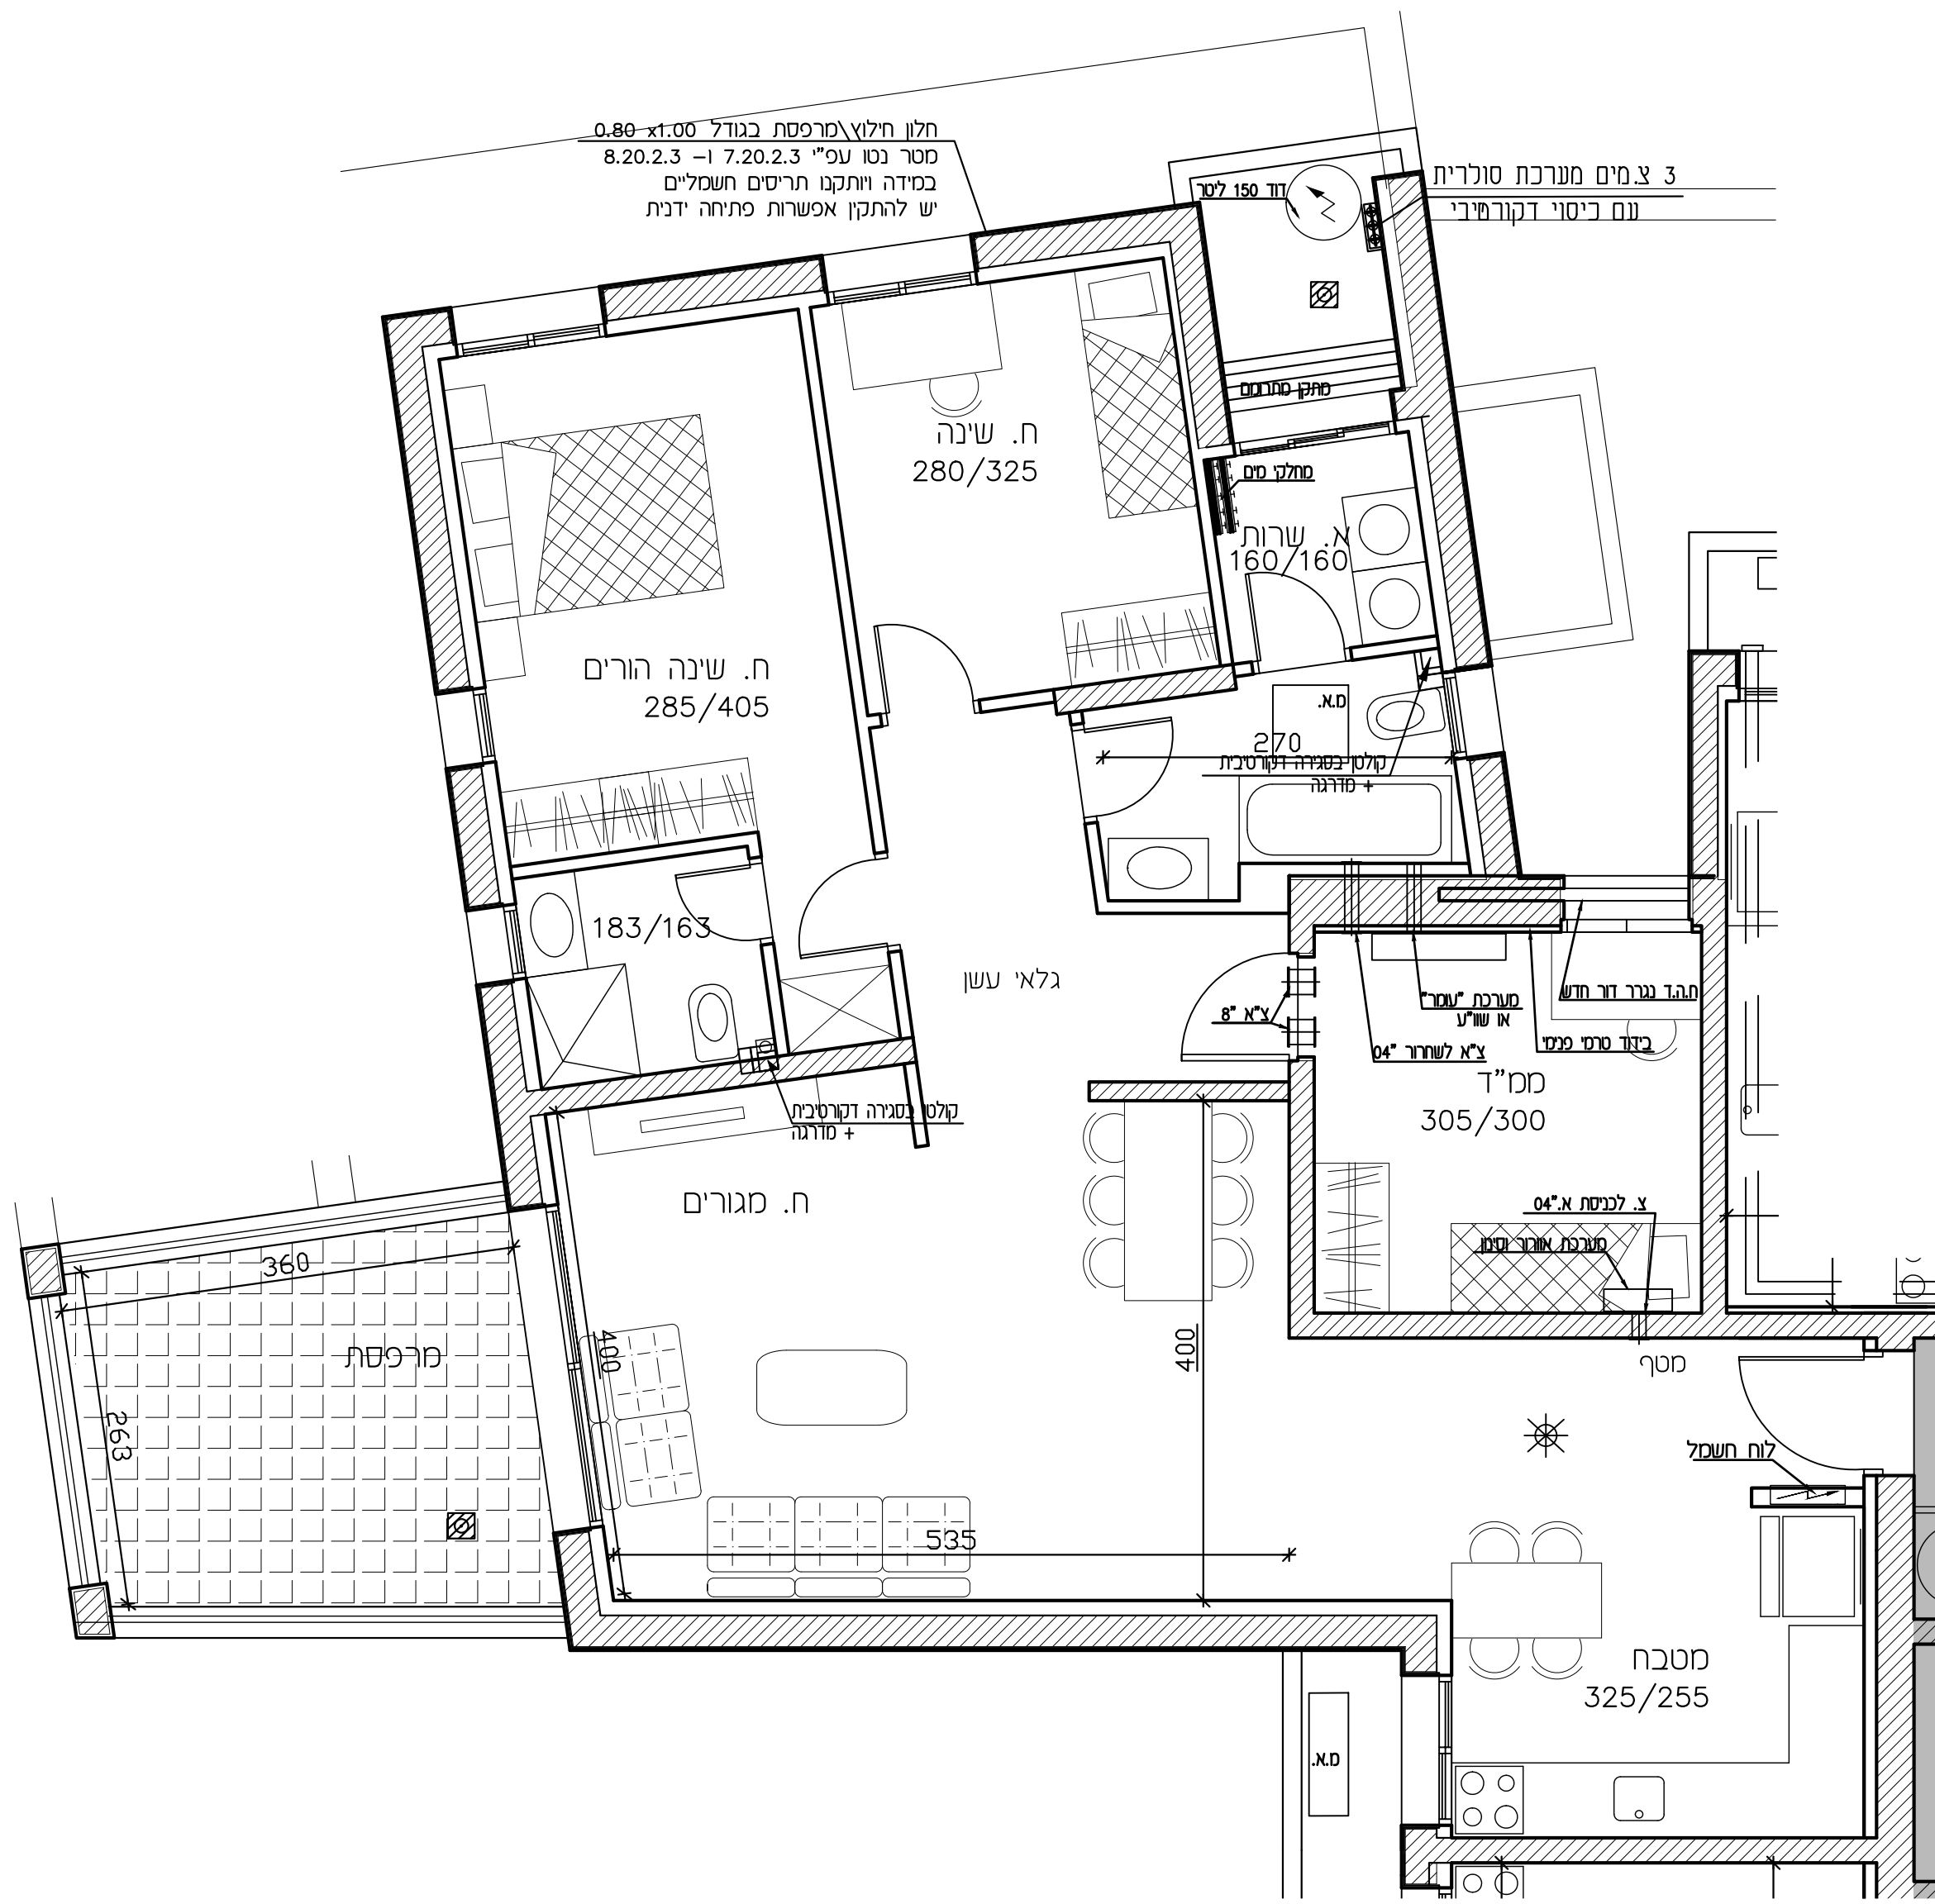 חלון חילוץ\מרפסת בגודל 1.00x 0.80
מטר נטו עפ"י 7.20.2.3 ו- 8.20.2.3
במידה ויותקנו תריסים חשמליים
יש להתקין אפשרות פתיחה ידנית
3 צ.מים מערכת סולרית
עם כיסוי דקורטיבי
דוד 150 ליטר
מתקן מתרומם
ח. שינה
280/325
מחלקי מים
א. שרות
160/160
ח. שינה הורים
285/405
מ.א.
270
קולטן בסגירה דקורטיבית
+ מדרגה
183/163
גלאי עשן
צ"א 8"
מערכת "עומר"
או שוו"ע
צ"א לשחרור 04"
ח.ה.ד נגרר דור חדש
בידוד טרמי פנימי
ממ"ד
305/300
קולטן בסגירה דקורטיבית
+ מדרגה
ח. מגורים
צ. לכניסת א.04"
מערכת אוורור וסינון
360
מרפסת
263
400
400
מטף
לוח חשמל
535
מטבח
325/255
מ.א.